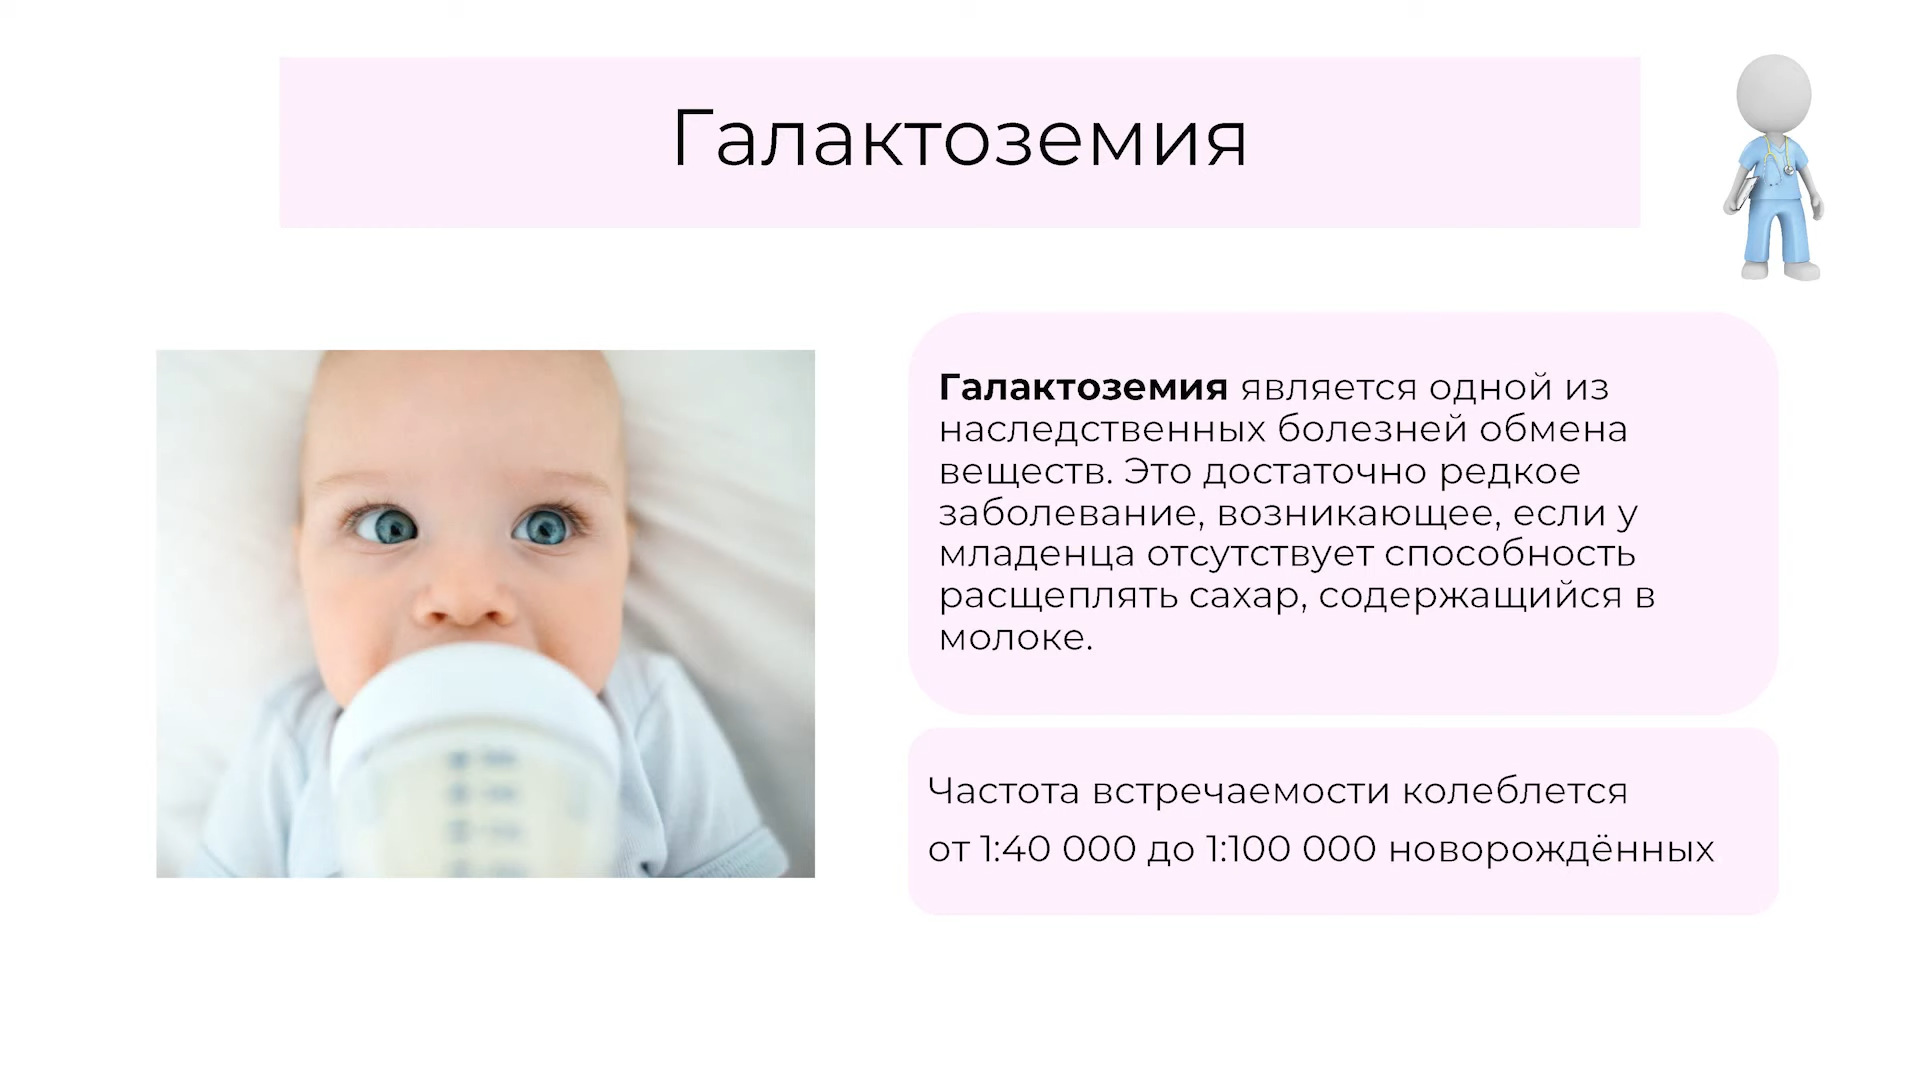 Галактоземия
Галактоземия является одной из
наследственных болезней обмена
веществ. Это достаточно редкое
заболевание, возникающее, если у
младенца отсутствует способность
расщеплять сахар, содержащийся в
молоке.
Частота встречаемости колеблется
от 1:40 000 до 1:100 000 новорождённых